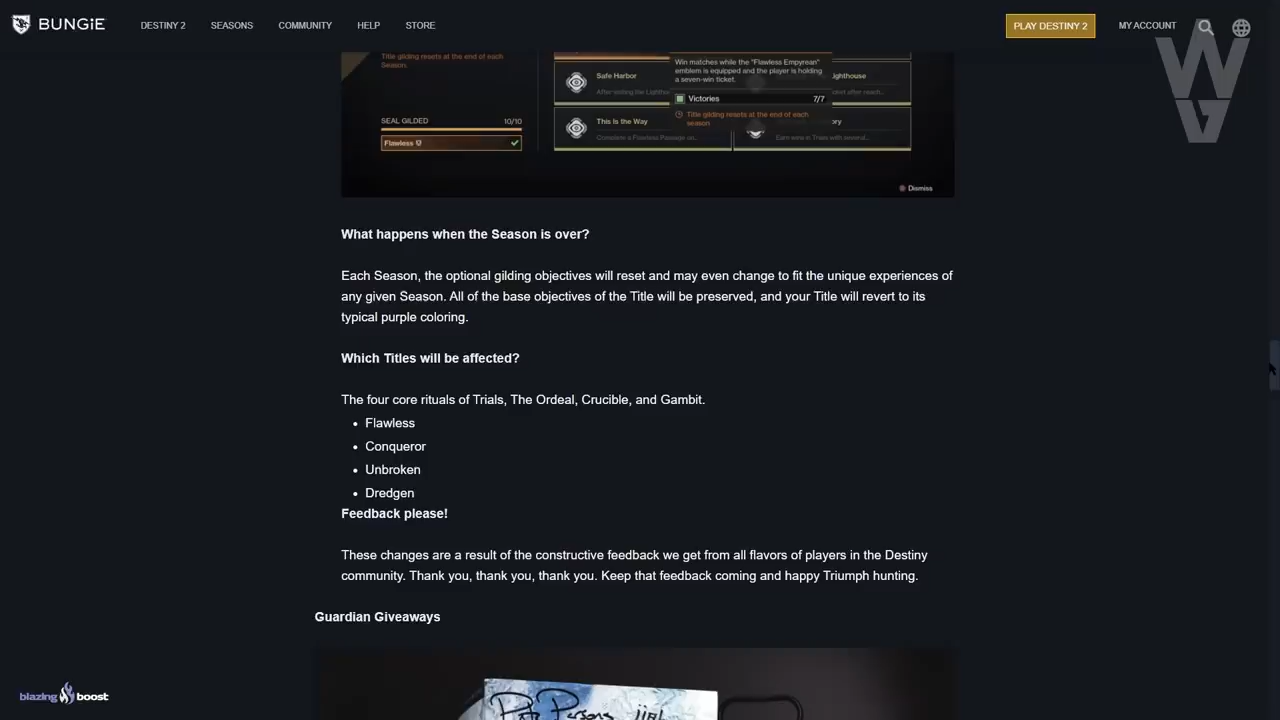 BUNGiE DESTINY 2 SEASONS COMMUNITY HELP STORE PLAY DESTINY 2 MY ACCOUNT
WG
Title gilding resets at the end of each
Season.
SEAL GILDED 10/10
Flawless
Safe Harbor
After visiting the Lighthouse
This Is the Way
Complete a Flawless Passage on...
Win matches while the "Flawless Empyrean"
emblem is equipped and the player is holding
a seven-win ticket.
Victories 7/7
Title gilding resets at the end of each
season
Lighthouse
ticket after reach...
Earn wins in Trials with several...
Dismiss
What happens when the Season is over?
Each Season, the optional gilding objectives will reset and may even change to fit the unique experiences of
any given Season. All of the base objectives of the Title will be preserved, and your Title will revert to its
typical purple coloring.
Which Titles will be affected?
The four core rituals of Trials, The Ordeal, Crucible, and Gambit.
• Flawless
• Conqueror
• Unbroken
• Dredgen
Feedback please!
These changes are a result of the constructive feedback we get from all flavors of players in the Destiny
community. Thank you, thank you, thank you. Keep that feedback coming and happy Triumph hunting.
Guardian Giveaways
blazing boost